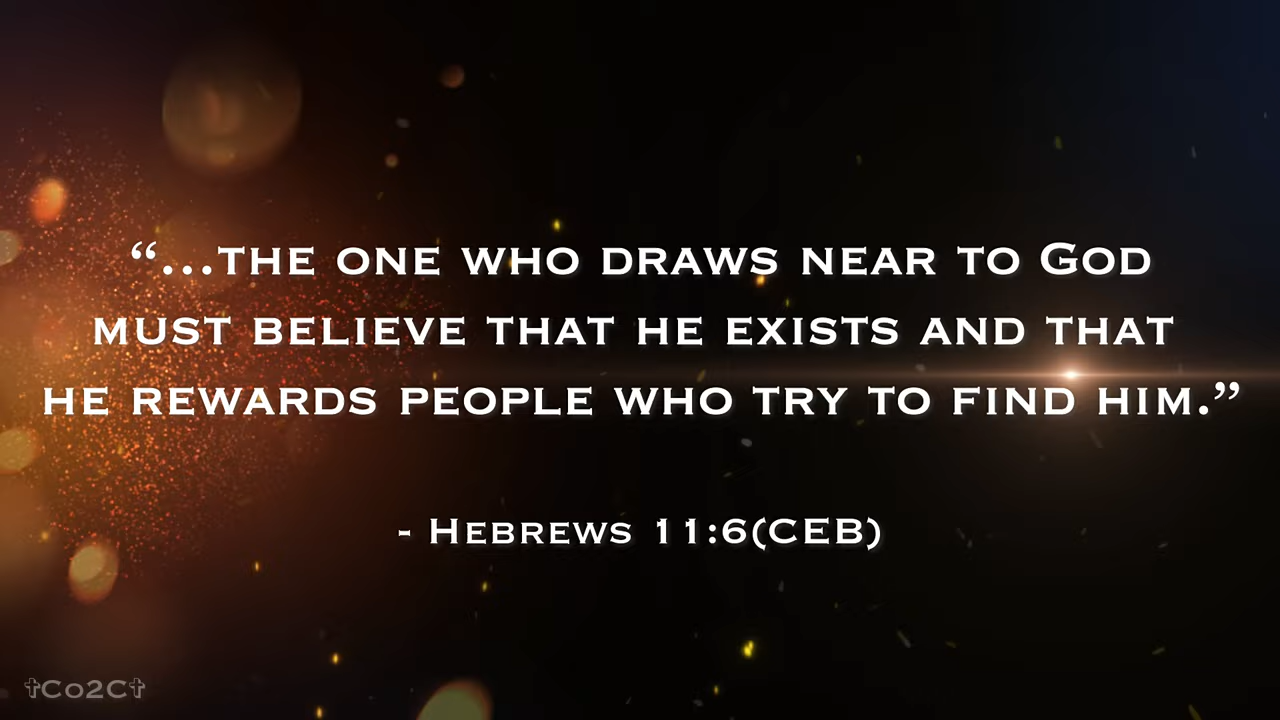 “...the one who draws near to God
must believe that he exists and that
he rewards people who try to find him.”
- Hebrews 11:6(CEB)
✝Co2C✝